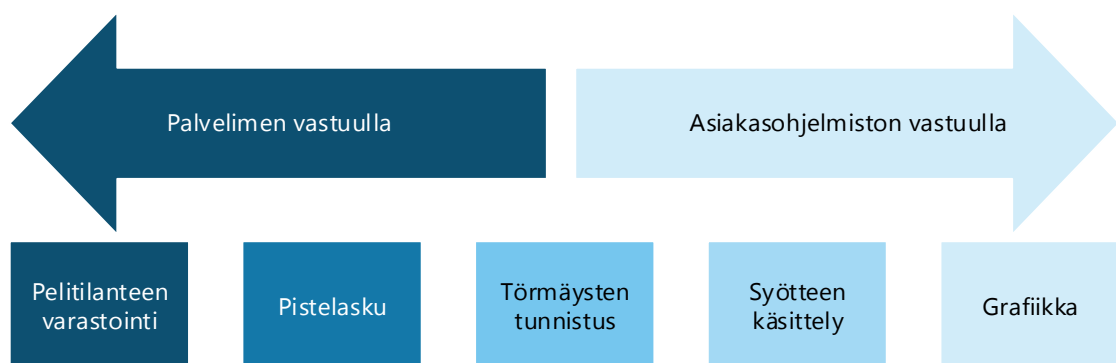 Palvelimen vastuulla
Asiakasohjelmiston vastuulla
Pelitilanteen
varastointi
Pistelasku
Törmäysten
tunnistus
Syötteen
käsittely
Grafiikka